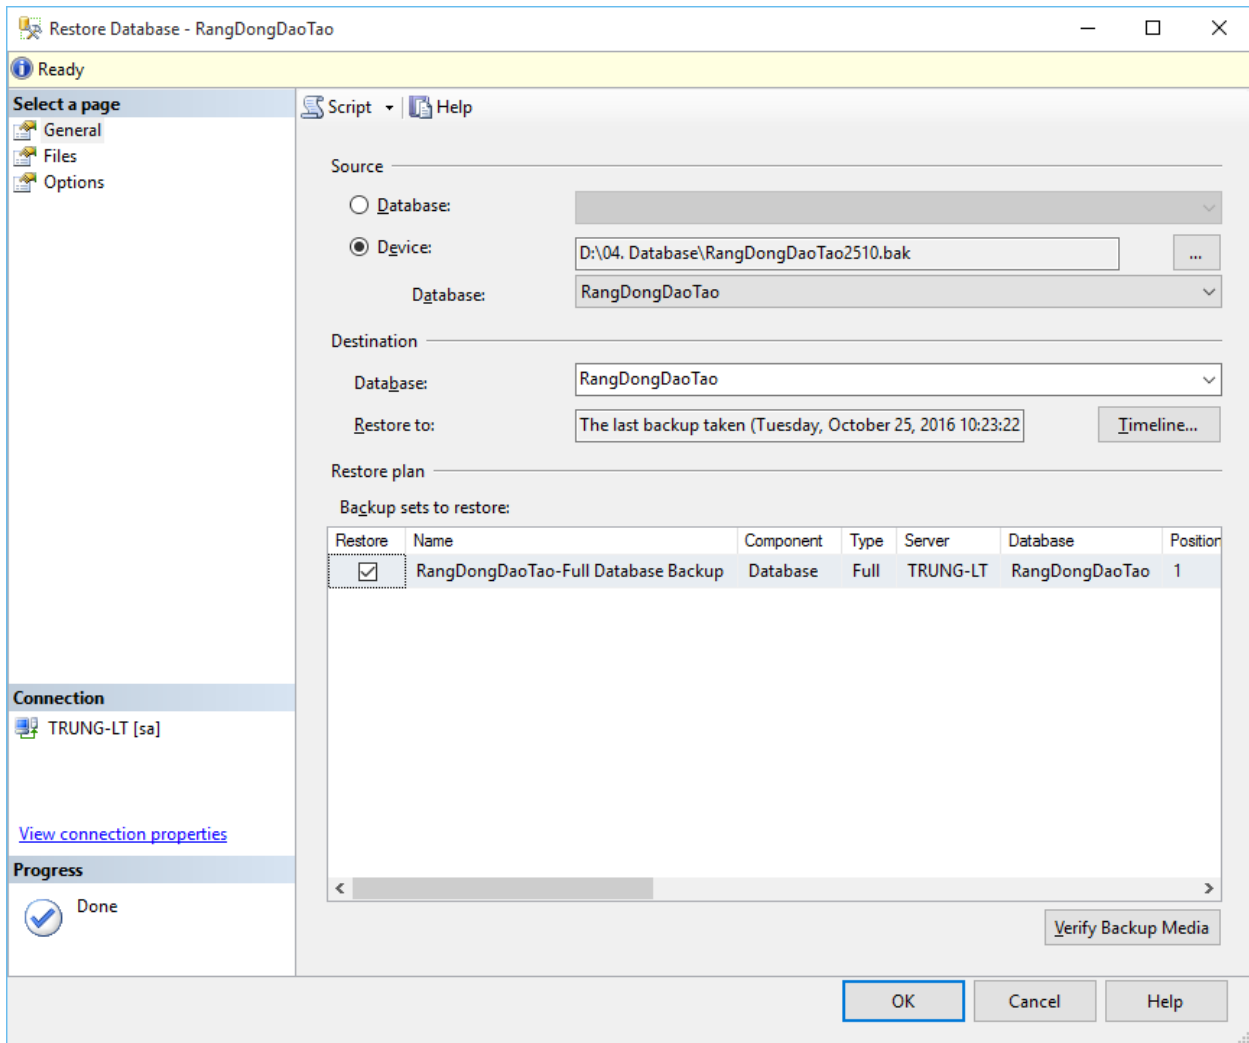 Restore Database - RangDongDaoTao
Ready
Select a page
General
Files
Options
Script
Help
Source
Database:
Device:
D:\04. Database\RangDongDaoTao2510.bak
...
Database:
RangDongDaoTao
Destination
Database:
RangDongDaoTao
Restore to:
The last backup taken (Tuesday, October 25, 2016 10:23:22
Timeline...
Restore plan
Backup sets to restore:
Restore Name Component Type Server Database Position
RangDongDaoTao-Full Database Backup Database Full TRUNG-LT RangDongDaoTao 1
Connection
TRUNG-LT [sa]
View connection properties
Progress
Done
Verify Backup Media
OK Cancel Help